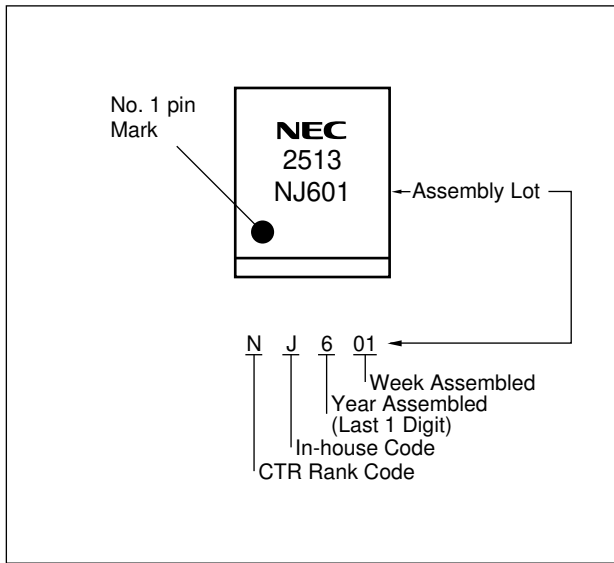 No. 1 pin
Mark
NEC
2513
NJ601
Assembly Lot
N J 6 01
Week Assembled
Year Assembled
(Last 1 Digit)
In-house Code
CTR Rank Code